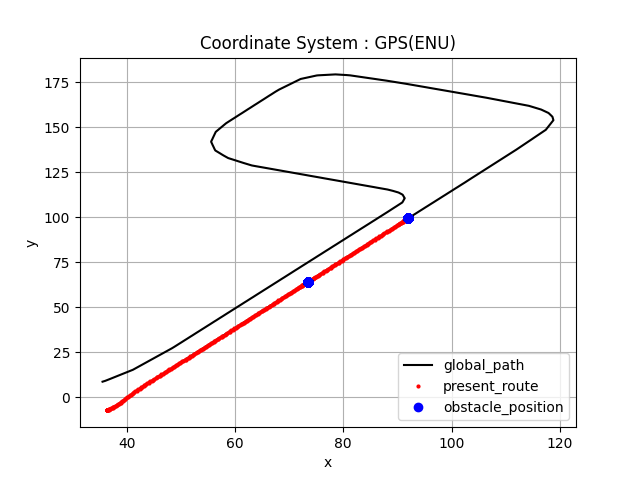 Coordinate System : GPS(ENU)
175
150
125
100
75
50
25
0
y
40
60
80
100
120
x
global_path
present_route
obstacle_position